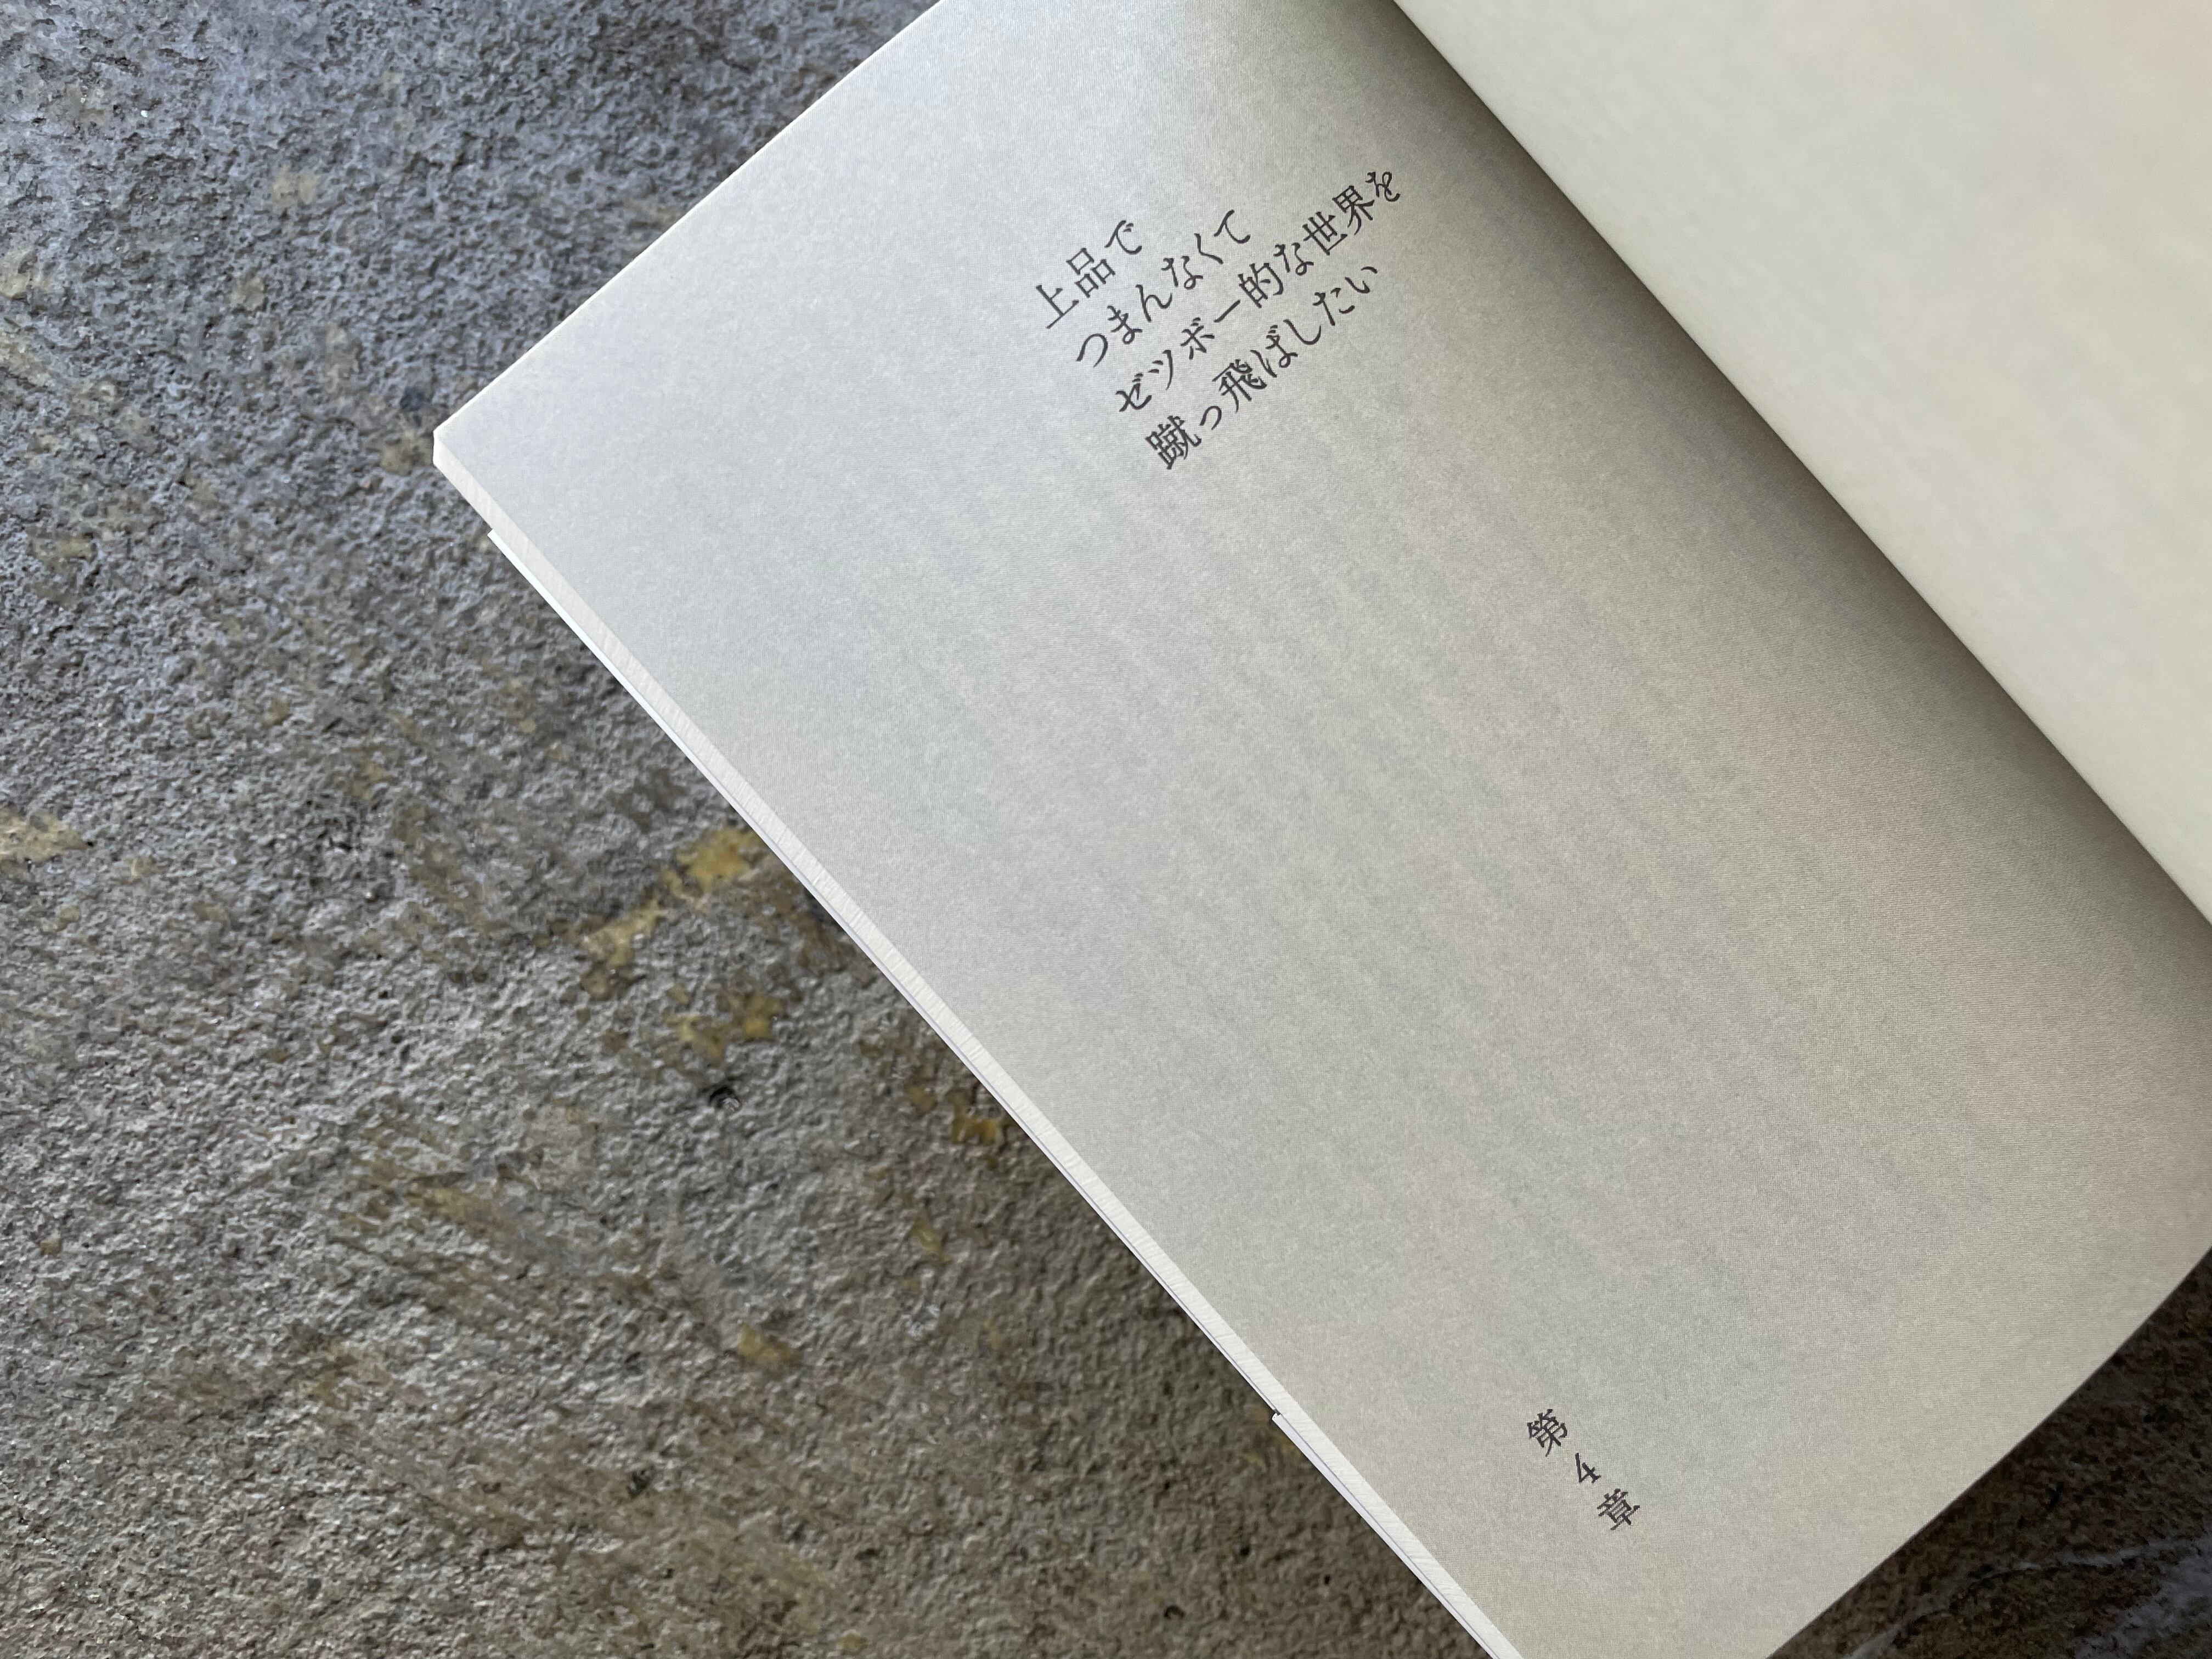 上品で
つまんなくて
ゼツボー的な世界を
蹴っ飛ばしたい
第4章